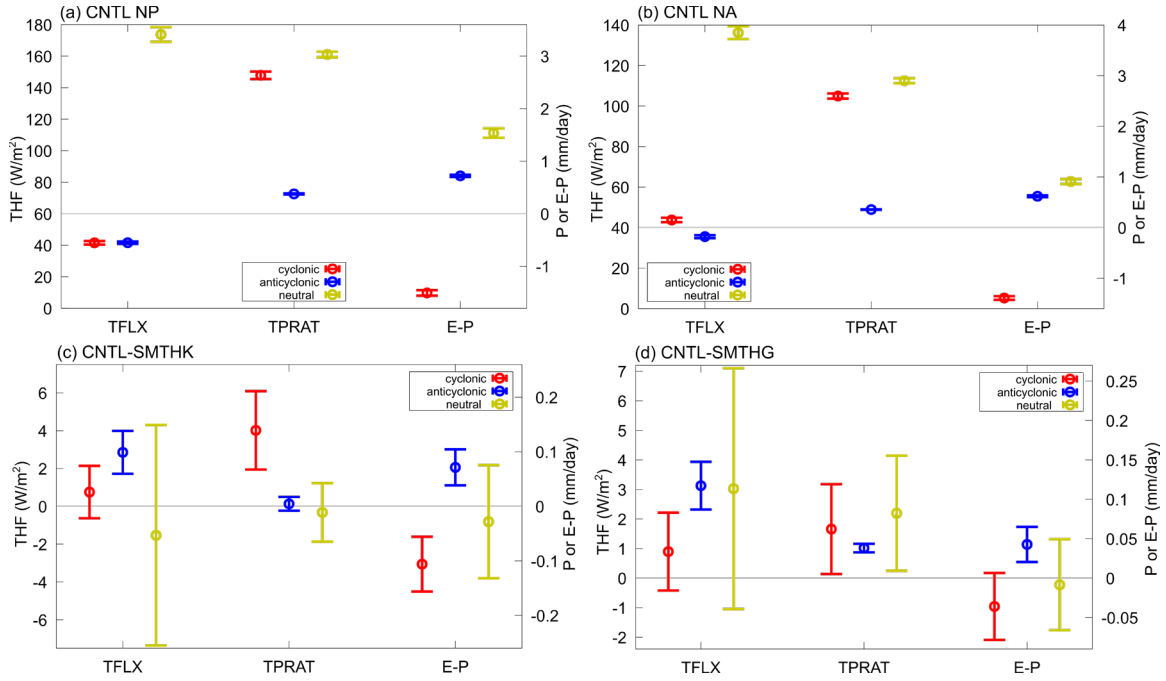 (a) CNTL NP
180
160
140
120
100
80
60
40
20
0
THF (W/m²)
3
2
1
0
-1
P or E-P (mm/day)
cyclonic
anticyclonic
neutral
TFLX TPRAT E-P
(b) CNTL NA
140
120
100
80
60
40
20
0
THF (W/m²)
4
3
2
1
0
-1
P or E-P (mm/day)
cyclonic
anticyclonic
neutral
TFLX TPRAT E-P
(c) CNTL-SMTHK
6
4
2
0
-2
-4
-6
THF (W/m²)
0.2
0.1
0
-0.1
-0.2
P or E-P (mm/day)
cyclonic
anticyclonic
neutral
TFLX TPRAT E-P
(d) CNTL-SMTHG
7
6
5
4
3
2
1
0
-1
-2
THF (W/m²)
0.25
0.2
0.15
0.1
0.05
0
-0.05
P or E-P (mm/day)
cyclonic
anticyclonic
neutral
TFLX TPRAT E-P